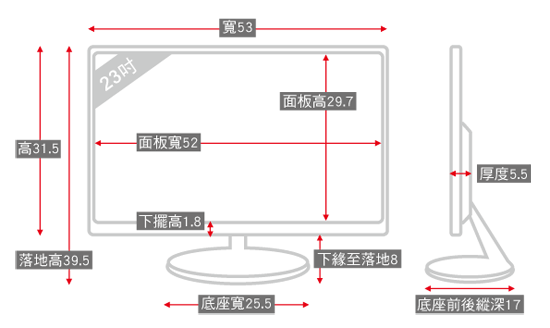 寬53
23吋
面板高29.7
面板寬52
高31.5
厚度5.5
下擺高1.8
落地高39.5
下緣至落地8
底座寬25.5
底座前後縱深17